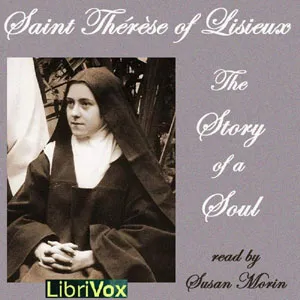 Saint Thérèse of Lisieux
The
Story
of a
Soul
read by
Susan Morin
LibriVox